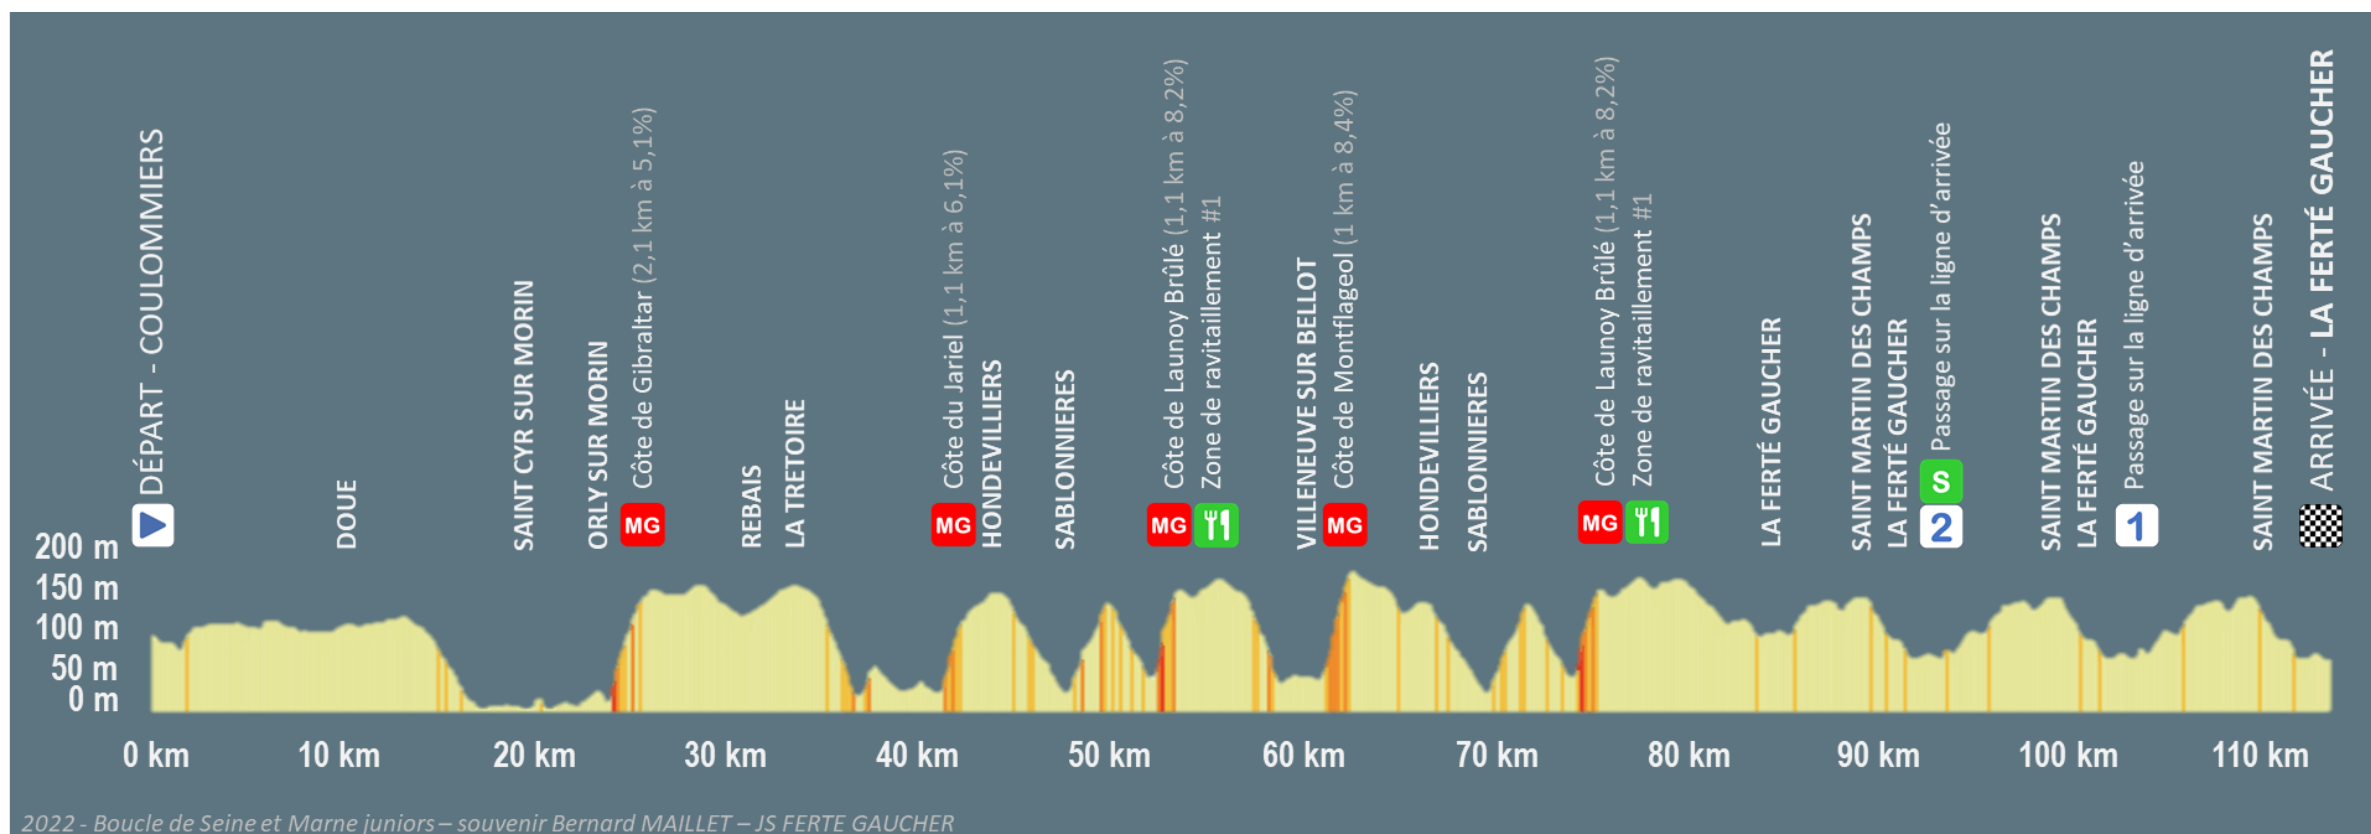 DÉPART - COULOMMIERS
DOUE
SAINT CYR SUR MORIN
ORLY SUR MORIN
Côte de Gibraltar (2,1 km à 5,1%)
MG
REBAIS
LA TRETOIRE
Côte du Jariel (1,1 km à 6,1%)
MG
HONDEVILLIERS
SABLONNIERES
Côte de Launoy Brûlé (1,1 km à 8,2%)
MG
Zone de ravitaillement #1
VILLENEUVE SUR BELLOT
Côte de Montflageol (1 km à 8,4%)
MG
HONDEVILLIERS
SABLONNIERES
Côte de Launoy Brûlé (1,1 km à 8,2%)
MG
Zone de ravitaillement #1
LA FERTÉ GAUCHER
SAINT MARTIN DES CHAMPS
LA FERTÉ GAUCHER
Passage sur la ligne d’arrivée
S
2
SAINT MARTIN DES CHAMPS
LA FERTÉ GAUCHER
Passage sur la ligne d’arrivée
1
SAINT MARTIN DES CHAMPS
ARRIVÉE - LA FERTÉ GAUCHER
200 m
150 m
100 m
50 m
0 m
0 km 10 km 20 km 30 km 40 km 50 km 60 km 70 km 80 km 90 km 100 km 110 km
2022 - Boucle de Seine et Marne juniors – souvenir Bernard MAILLET – JS FERTE GAUCHER